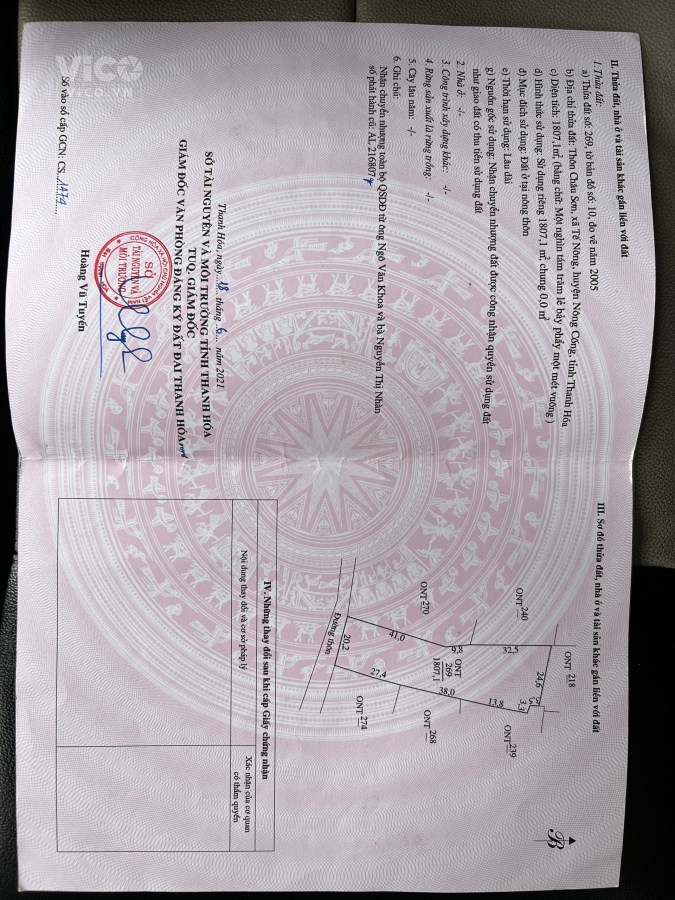 VICO
VICO.VN
II. Thửa đất, nhà ở và tài sản khác gắn liền với đất
1. Thửa đất:
a) Thửa đất số: 269, tờ bản đồ số: 10, đo vẽ năm 2005
b) Địa chỉ thửa đất: Thôn Châu Sơn, xã Tế Nông, huyện Nông Cống, tỉnh Thanh Hóa
c) Diện tích: 1807,1m², (bằng chữ: Một nghìn tám trăm lẻ bảy phẩy một mét vuông)
d) Hình thức sử dụng: Sử dụng riêng 1807,1 m², chung 0,0 m²
đ) Mục đích sử dụng: Đất ở tại nông thôn
e) Thời hạn sử dụng: Lâu dài
g) Nguồn gốc sử dụng: Nhận chuyển nhượng đất được công nhận quyền sử dụng đất
như giao đất có thu tiền sử dụng đất
2. Nhà ở: -/-
3. Công trình xây dựng khác: -/-
4. Rừng sản xuất là rừng trồng: -/-
5. Cây lâu năm: -/-
6. Ghi chú:
Nhận chuyển nhượng toàn bộ QSDĐ từ ông Ngô Văn Khoa và bà Nguyễn Thị Nhàn
số phát hành cũ: AL 216807
Thanh Hóa, ngày 18 tháng 6 năm 2021
SỞ TÀI NGUYÊN VÀ MÔI TRƯỜNG TỈNH THANH HÓA
TUQ. GIÁM ĐỐC
GIÁM ĐỐC VĂN PHÒNG ĐĂNG KÝ ĐẤT ĐAI THANH HÓA
SỞ
TÀI NGUYÊN VÀ
MÔI TRƯỜNG
Hoàng Vũ Tuyến
Số vào sổ cấp GCN: CS 1474
III. Sơ đồ thửa đất, nhà ở và tài sản khác gắn liền với đất
B
ONT 218
ONT 240
ONT 239
24,6
3,3
32,5
13,8
9,8
ONT
269
1807,1
38,0
ONT 268
ONT 270
41,0
27,4
ONT 274
20,2
Đường thôn
IV. Những thay đổi sau khi cấp Giấy chứng nhận
Nội dung thay đổi và cơ sở pháp lý
Xác nhận của cơ quan
có thẩm quyền